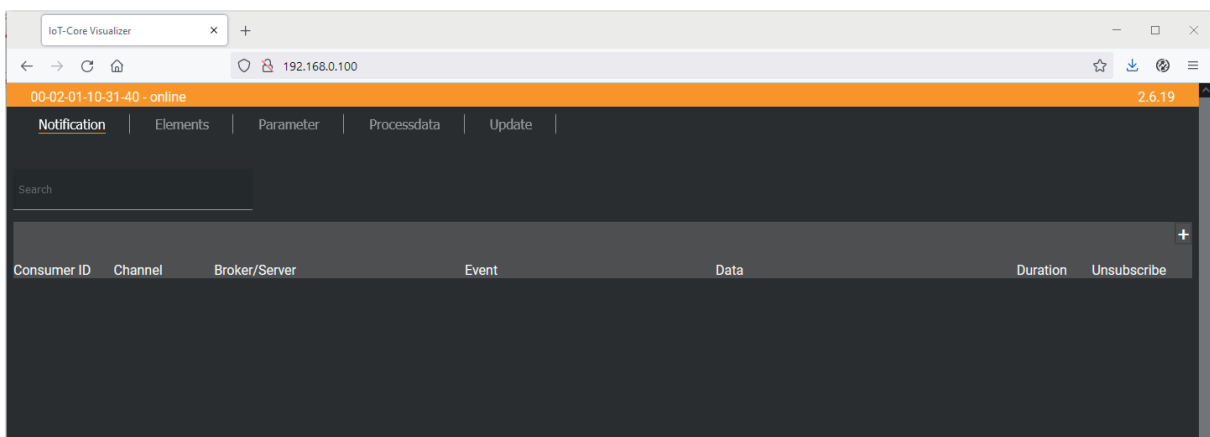 IoT-Core Visualizer
192.168.0.100
00-02-01-10-31-40 - online 2.6.19
Notification Elements Parameter Processdata Update
Search
Consumer ID Channel Broker/Server Event Data Duration Unsubscribe